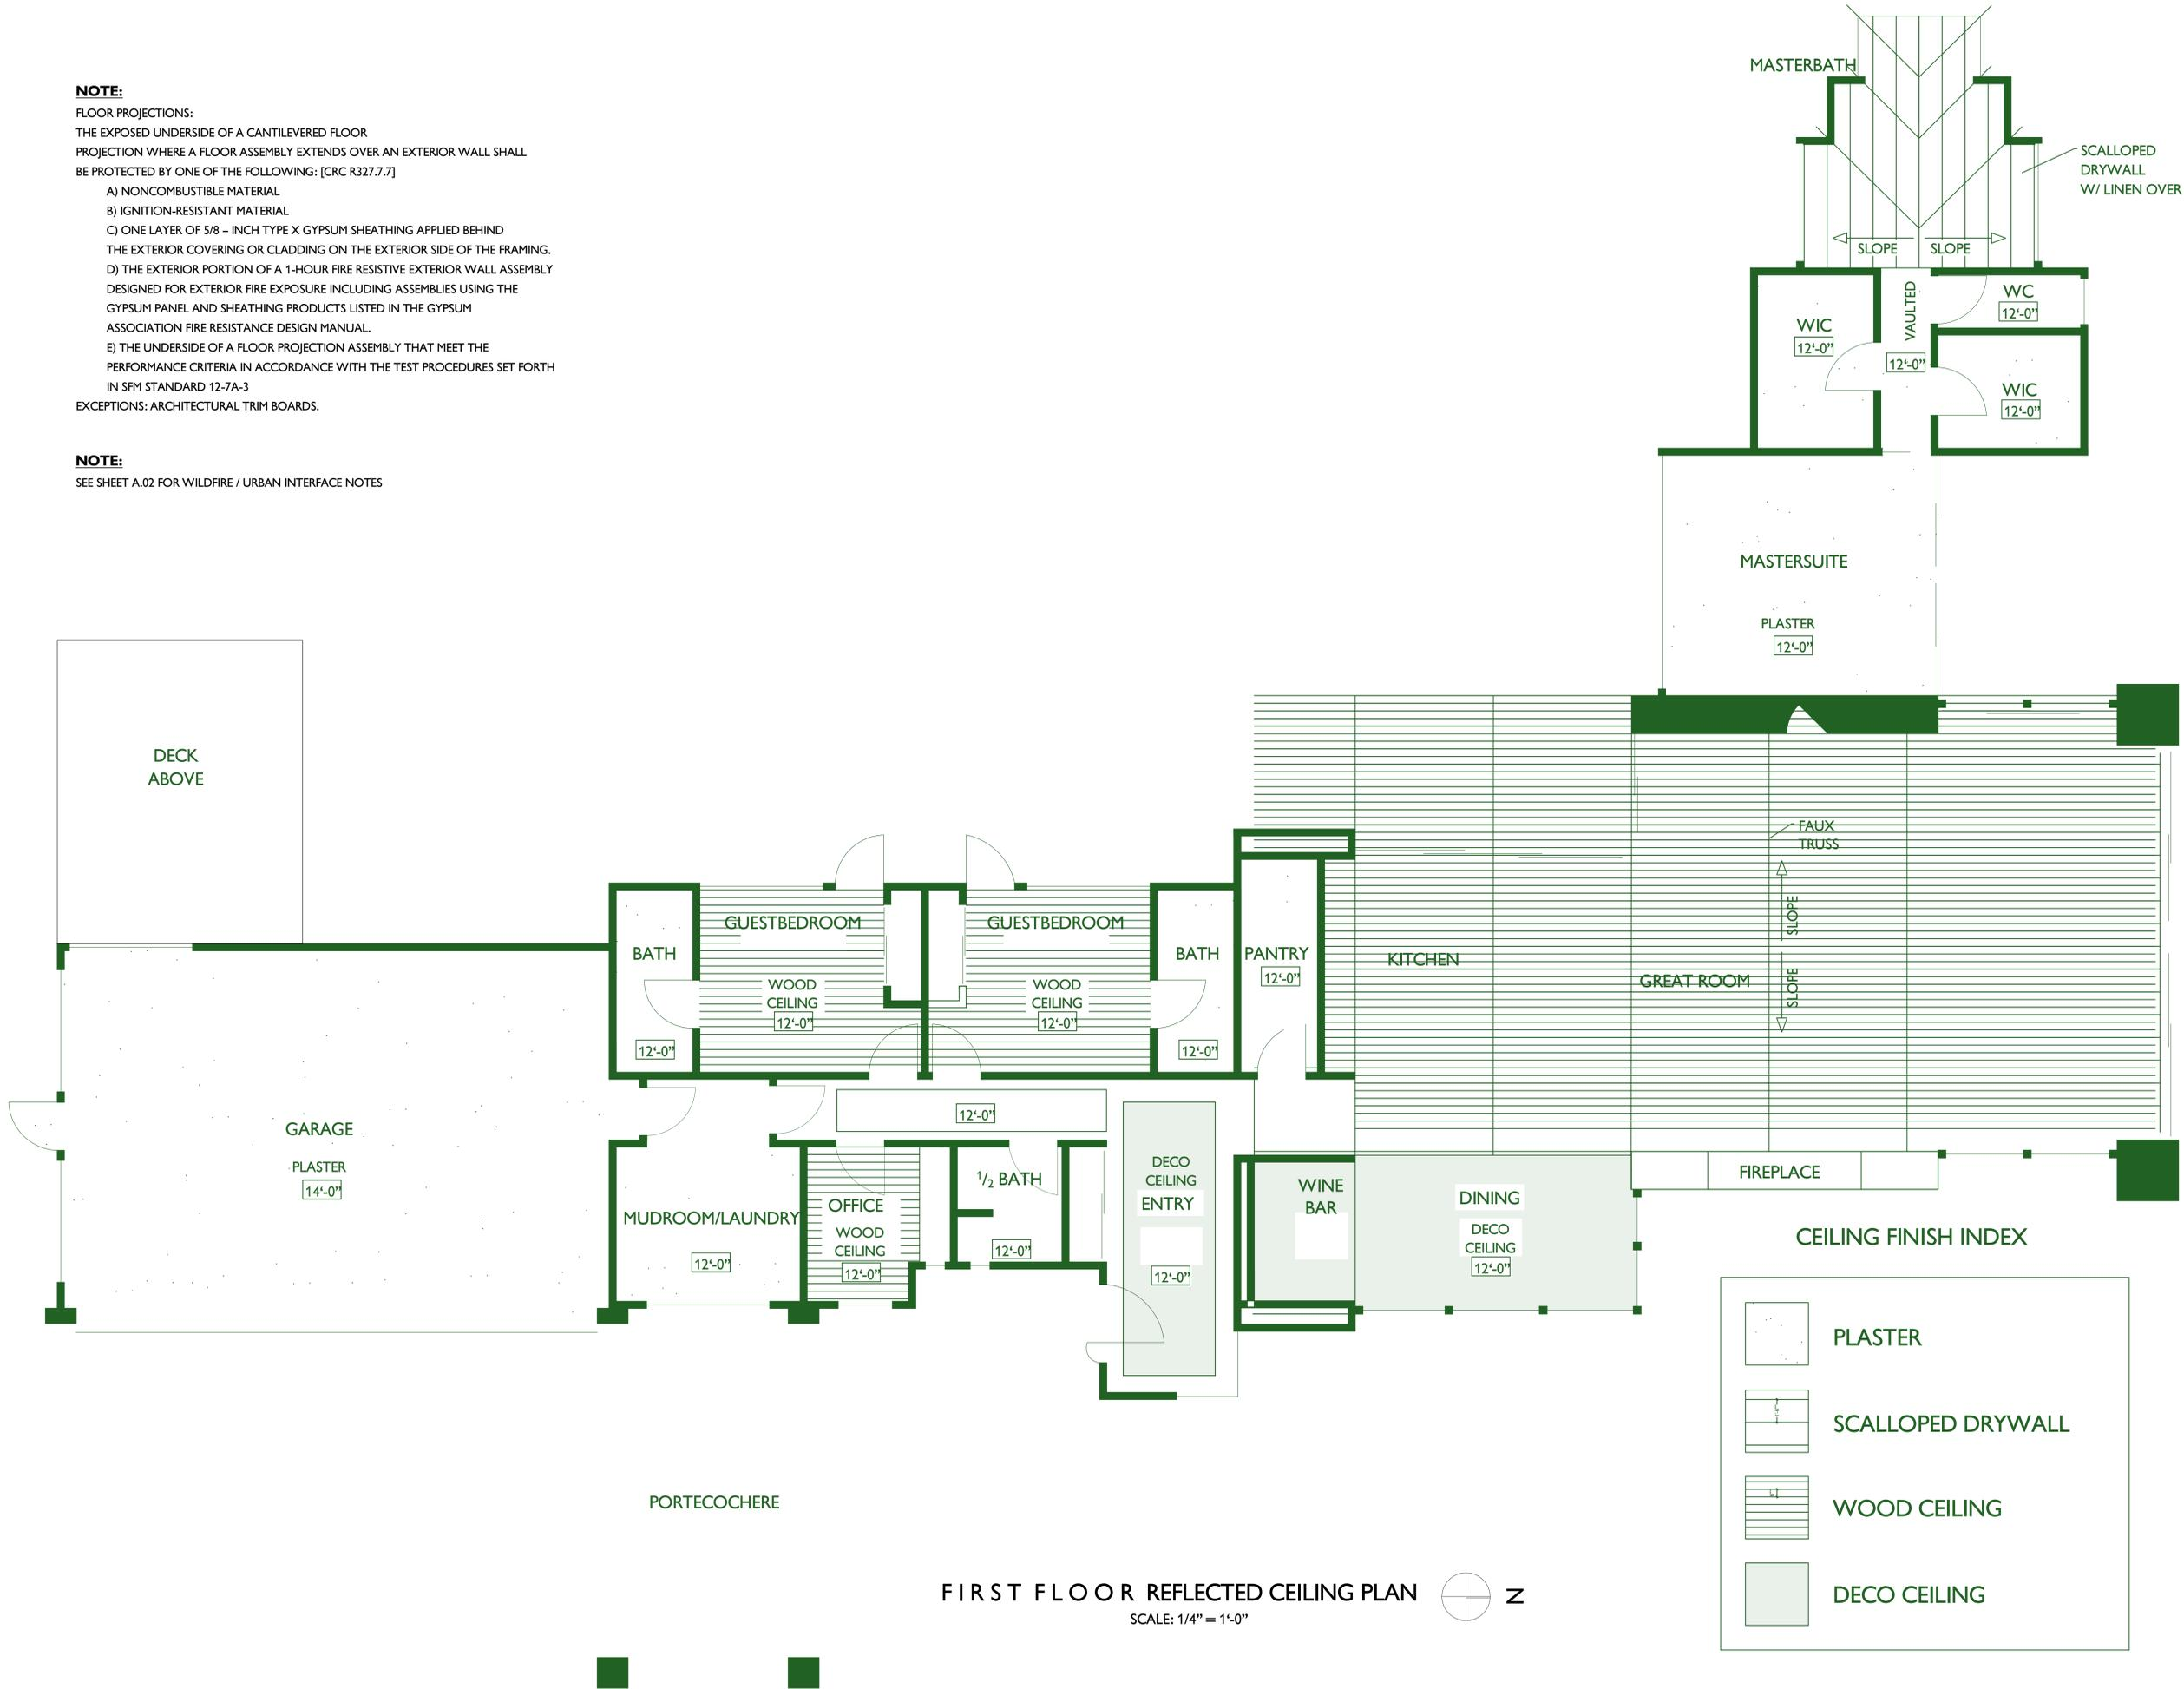 NOTE:
FLOOR PROJECTIONS:
THE EXPOSED UNDERSIDE OF A CANTILEVERED FLOOR
PROJECTION WHERE A FLOOR ASSEMBLY EXTENDS OVER AN EXTERIOR WALL SHALL
BE PROTECTED BY ONE OF THE FOLLOWING: [CRC R327.7.7]
A) NONCOMBUSTIBLE MATERIAL
B) IGNITION-RESISTANT MATERIAL
C) ONE LAYER OF 5/8 – INCH TYPE X GYPSUM SHEATHING APPLIED BEHIND
THE EXTERIOR COVERING OR CLADDING ON THE EXTERIOR SIDE OF THE FRAMING.
D) THE EXTERIOR PORTION OF A 1-HOUR FIRE RESISTIVE EXTERIOR WALL ASSEMBLY
DESIGNED FOR EXTERIOR FIRE EXPOSURE INCLUDING ASSEMBLIES USING THE
GYPSUM PANEL AND SHEATHING PRODUCTS LISTED IN THE GYPSUM
ASSOCIATION FIRE RESISTANCE DESIGN MANUAL.
E) THE UNDERSIDE OF A FLOOR PROJECTION ASSEMBLY THAT MEET THE
PERFORMANCE CRITERIA IN ACCORDANCE WITH THE TEST PROCEDURES SET FORTH
IN SFM STANDARD 12-7A-3
EXCEPTIONS: ARCHITECTURAL TRIM BOARDS.
NOTE:
SEE SHEET A.02 FOR WILDFIRE / URBAN INTERFACE NOTES
MASTERBATH
SCALLOPED
DRYWALL
W/ LINEN OVER
SLOPE
SLOPE
VAULTED
12‘-0”
WC
12‘-0”
WIC
12‘-0”
WIC
12‘-0”
MASTERSUITE
PLASTER
12‘-0”
DECK
ABOVE
FAUX
TRUSS
SLOPE
SLOPE
GUESTBEDROOM
WOOD
CEILING
12‘-0”
GUESTBEDROOM
WOOD
CEILING
12‘-0”
BATH
12‘-0”
BATH
12‘-0”
PANTRY
12‘-0”
KITCHEN
GREAT ROOM
GARAGE
PLASTER
14‘-0”
12‘-0”
MUDROOM/LAUNDRY
12‘-0”
OFFICE
WOOD
CEILING
12‘-0”
1/2 BATH
12‘-0”
DECO
CEILING
ENTRY
12‘-0”
WINE
BAR
DINING
DECO
CEILING
12‘-0”
FIREPLACE
CEILING FINISH INDEX
PLASTER
SCALLOPED DRYWALL
WOOD CEILING
DECO CEILING
PORTECOCHERE
FIRST FLOOR REFLECTED CEILING PLAN
SCALE: 1/4” = 1‘-0”
N